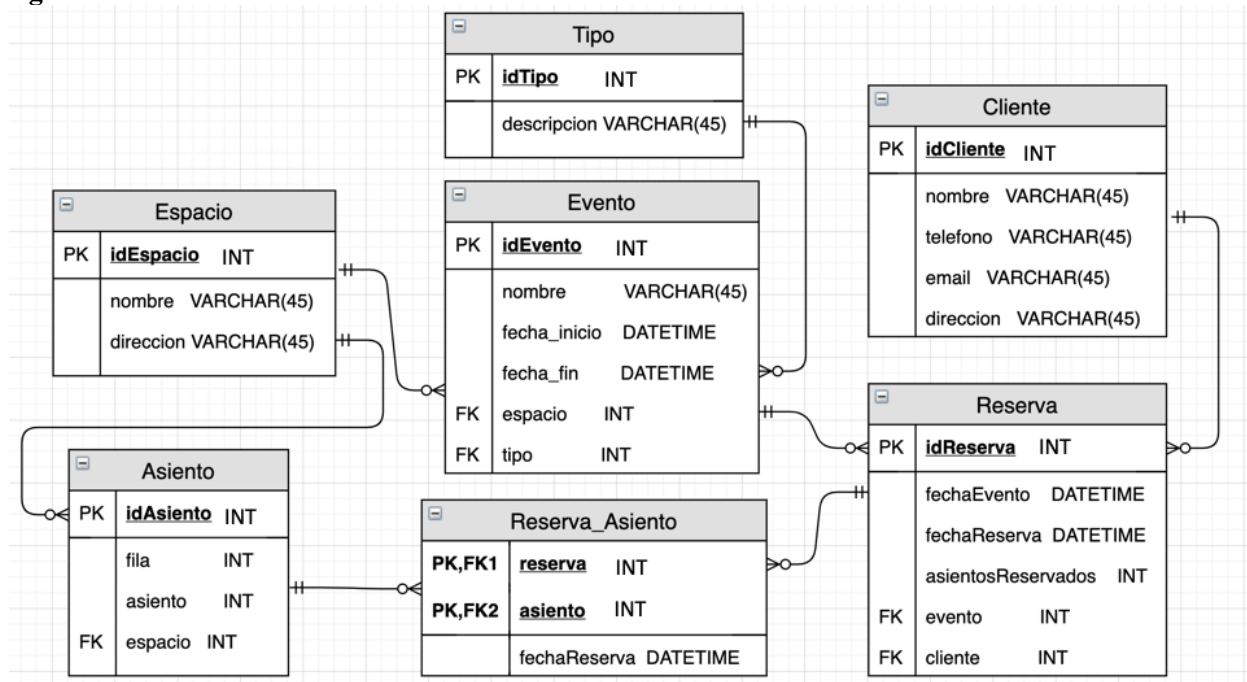 Tipo
PK idTipo INT
descripcion VARCHAR(45)
Cliente
PK idCliente INT
nombre VARCHAR(45)
telefono VARCHAR(45)
email VARCHAR(45)
direccion VARCHAR(45)
Espacio
PK idEspacio INT
nombre VARCHAR(45)
direccion VARCHAR(45)
Evento
PK idEvento INT
nombre VARCHAR(45)
fecha_inicio DATETIME
fecha_fin DATETIME
FK espacio INT
FK tipo INT
Reserva
PK idReserva INT
fechaEvento DATETIME
fechaReserva DATETIME
asientosReservados INT
FK evento INT
FK cliente INT
Asiento
PK idAsiento INT
fila INT
asiento INT
FK espacio INT
Reserva_Asiento
PK,FK1 reserva INT
PK,FK2 asiento INT
fechaReserva DATETIME